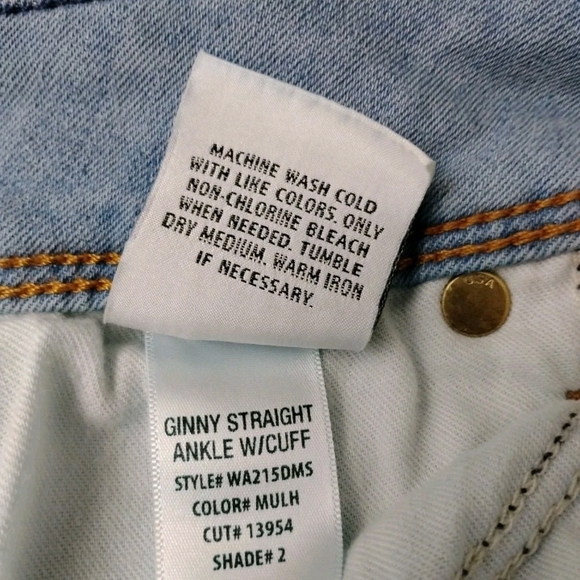 MACHINE WASH COLD
WITH LIKE COLORS. ONLY
NON-CHLORINE BLEACH
WHEN NEEDED. TUMBLE
DRY MEDIUM. WARM IRON
IF NECESSARY.
GINNY STRAIGHT
ANKLE W/CUFF
STYLE# WA215DMS
COLOR# MULH
CUT# 13954
SHADE# 2